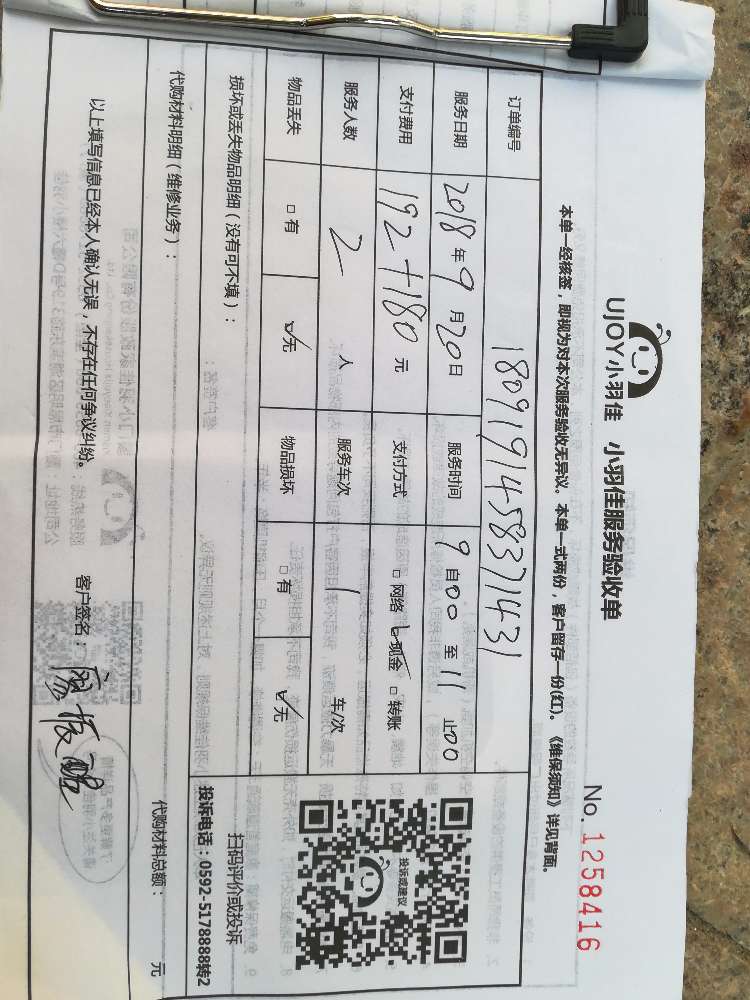 UJOY小羽佳 小羽佳服务验收单
No. 1258416
本单一经核签，即视为对本次服务验收无异议。本单一式两份，客户留存一份(红)。《维保须知》详见背面。
订单编号 1809191458371431
服务日期 2018年9月20日 服务时间 9自00至11止00
支付费用 192+180元 支付方式 □网络 ☑现金 □转账
服务人数 2人 服务车次 1车/次
物品丢失 □有 ☑无 物品损坏 □有 ☑无
损坏或丢失物品明细（没有可不填）：
投诉或建议
扫码评价或投诉
投诉电话：0592-5178888转2
代购材料明细（维修业务）：
代购材料总额： 元
以上填写信息已经本人确认无误，不存在任何争议纠纷。 客户签名：